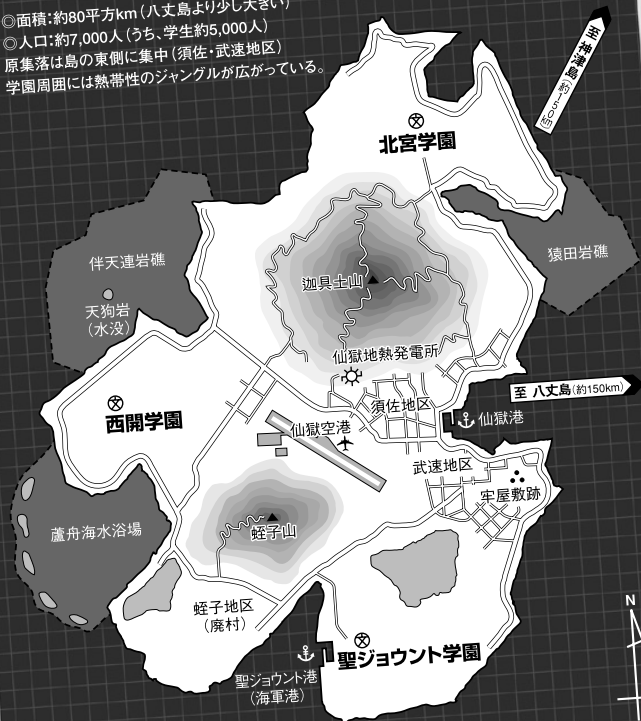 ◎面積：約80平方km（八丈島より少し大きい）
◎人口：約7,000人（うち、学生約5,000人）
原集落は島の東側に集中（須佐・武速地区）
学園周囲には熱帯性のジャングルが広がっている。
至 神津島（約150km）
北宮学園
伴天連岩礁
天狗岩
（水没）
猿田岩礁
迦具土山
仙獄地熱発電所
至 八丈島（約150km）
西開学園
須佐地区
仙獄港
仙獄空港
武速地区
牢屋敷跡
蘆舟海水浴場
蛭子山
蛭子地区
（廃村）
N
聖ジョウント学園
聖ジョウント港
（海軍港）